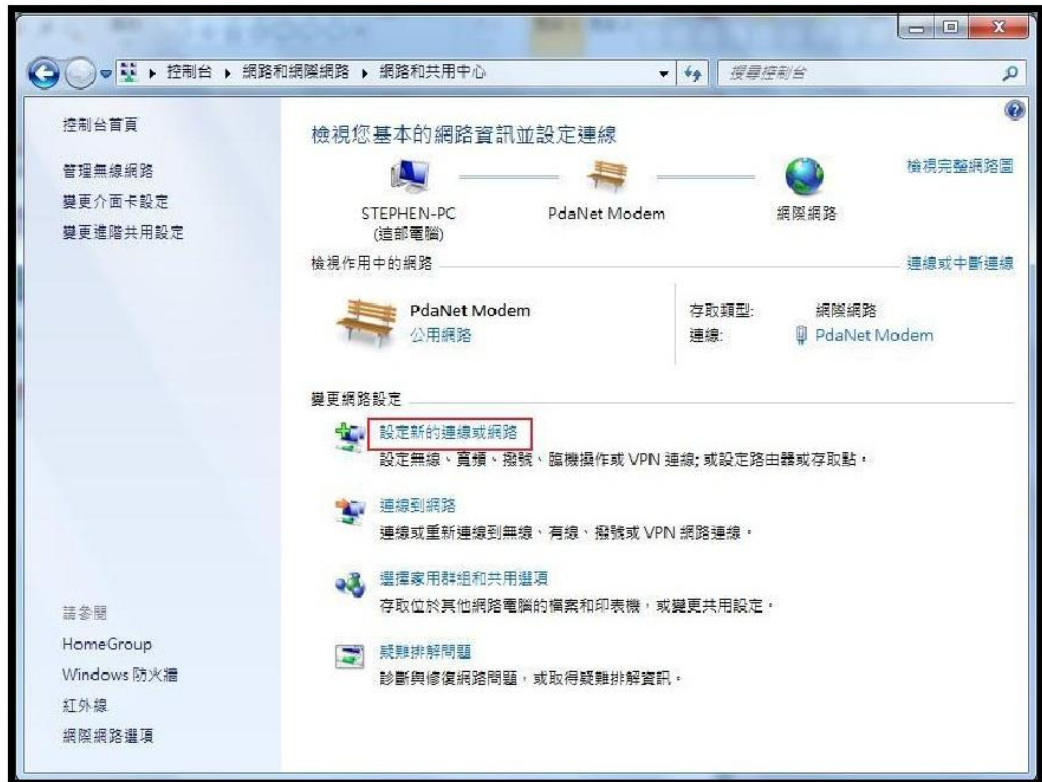 控制台 ▸ 網路和網際網路 ▸ 網路和共用中心
搜尋控制台
控制台首頁
管理無線網路
變更介面卡設定
變更進階共用設定
請參閱
HomeGroup
Windows 防火牆
紅外線
網際網路選項
檢視您基本的網路資訊並設定連線
檢視完整網路圖
STEPHEN-PC
(這部電腦)
PdaNet Modem
網際網路
檢視作用中的網路
連線或中斷連線
PdaNet Modem
公用網路
存取類型: 網際網路
連線: PdaNet Modem
變更網路設定
設定新的連線或網路
設定無線、寬頻、撥號、臨機操作或 VPN 連線; 或設定路由器或存取點。
連線到網路
連線或重新連線到無線、有線、撥號或 VPN 網路連線。
選擇家用群組和共用選項
存取位於其他網路電腦的檔案和印表機，或變更共用設定。
疑難排解問題
診斷與修復網路問題，或取得疑難排解資訊。